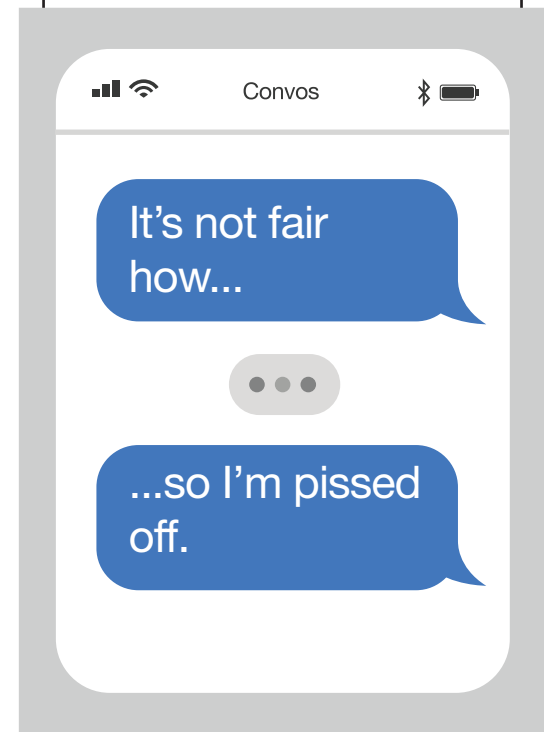 Convos
It’s not fair
how...
...so I’m pissed
off.